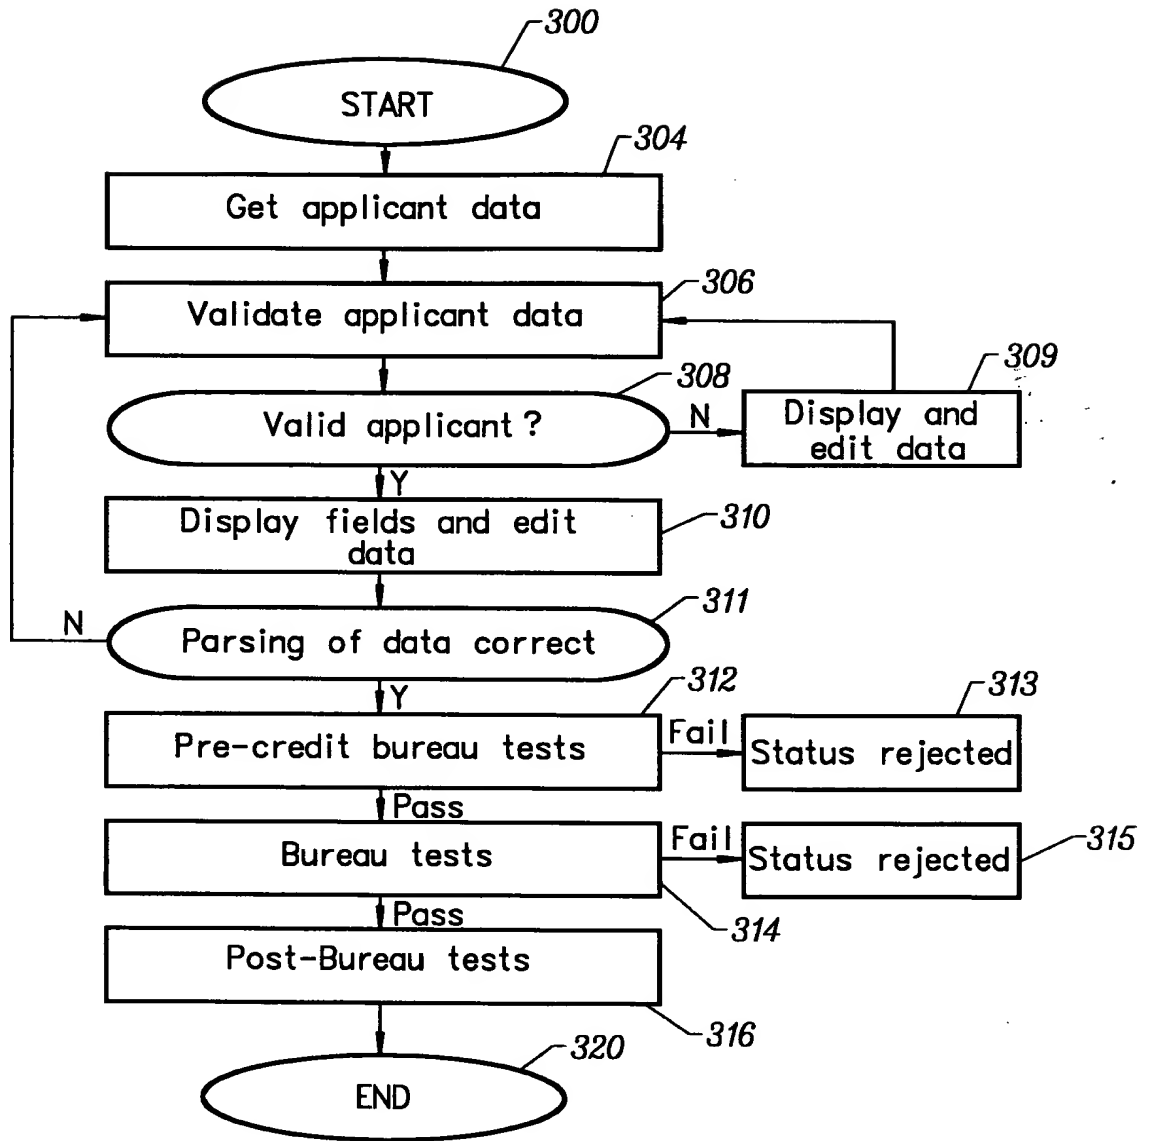 300
START
304
Get applicant data
306
Validate applicant data
308
309
Valid applicant?
N
Display and
edit data
Y
Display fields and edit
data
310
311
N
Parsing of data correct
Y
312
313
Pre-credit bureau tests
Fail
Status rejected
Pass
Bureau tests
Fail
Status rejected
315
Pass
314
Post-Bureau tests
316
320
END